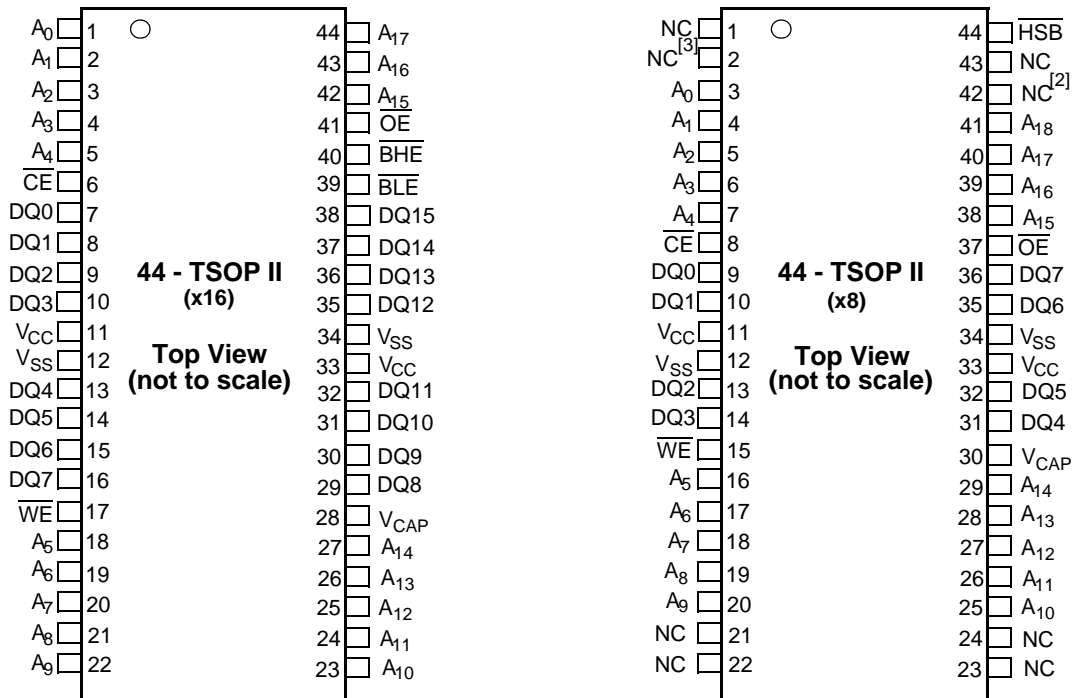 A0 1 44 A17
A1 2 43 A16
A2 3 42 A15
A3 4 41 OE
A4 5 40 BHE
CE 6 39 BLE
DQ0 7 38 DQ15
DQ1 8 37 DQ14
DQ2 9 36 DQ13
DQ3 10 35 DQ12
VCC 11 34 VSS
VSS 12 33 VCC
DQ4 13 32 DQ11
DQ5 14 31 DQ10
DQ6 15 30 DQ9
DQ7 16 29 DQ8
WE 17 28 VCAP
A5 18 27 A14
A6 19 26 A13
A7 20 25 A12
A8 21 24 A11
A9 22 23 A10
44 - TSOP II
(x16)
Top View
(not to scale)
NC 1 44 HSB
NC[3] 2 43 NC
A0 3 42 NC[2]
A1 4 41 A18
A2 5 40 A17
A3 6 39 A16
A4 7 38 A15
CE 8 37 OE
DQ0 9 36 DQ7
DQ1 10 35 DQ6
VCC 11 34 VSS
VSS 12 33 VCC
DQ2 13 32 DQ5
DQ3 14 31 DQ4
WE 15 30 VCAP
A5 16 29 A14
A6 17 28 A13
A7 18 27 A12
A8 19 26 A11
A9 20 25 A10
NC 21 24 NC
NC 22 23 NC
44 - TSOP II
(x8)
Top View
(not to scale)